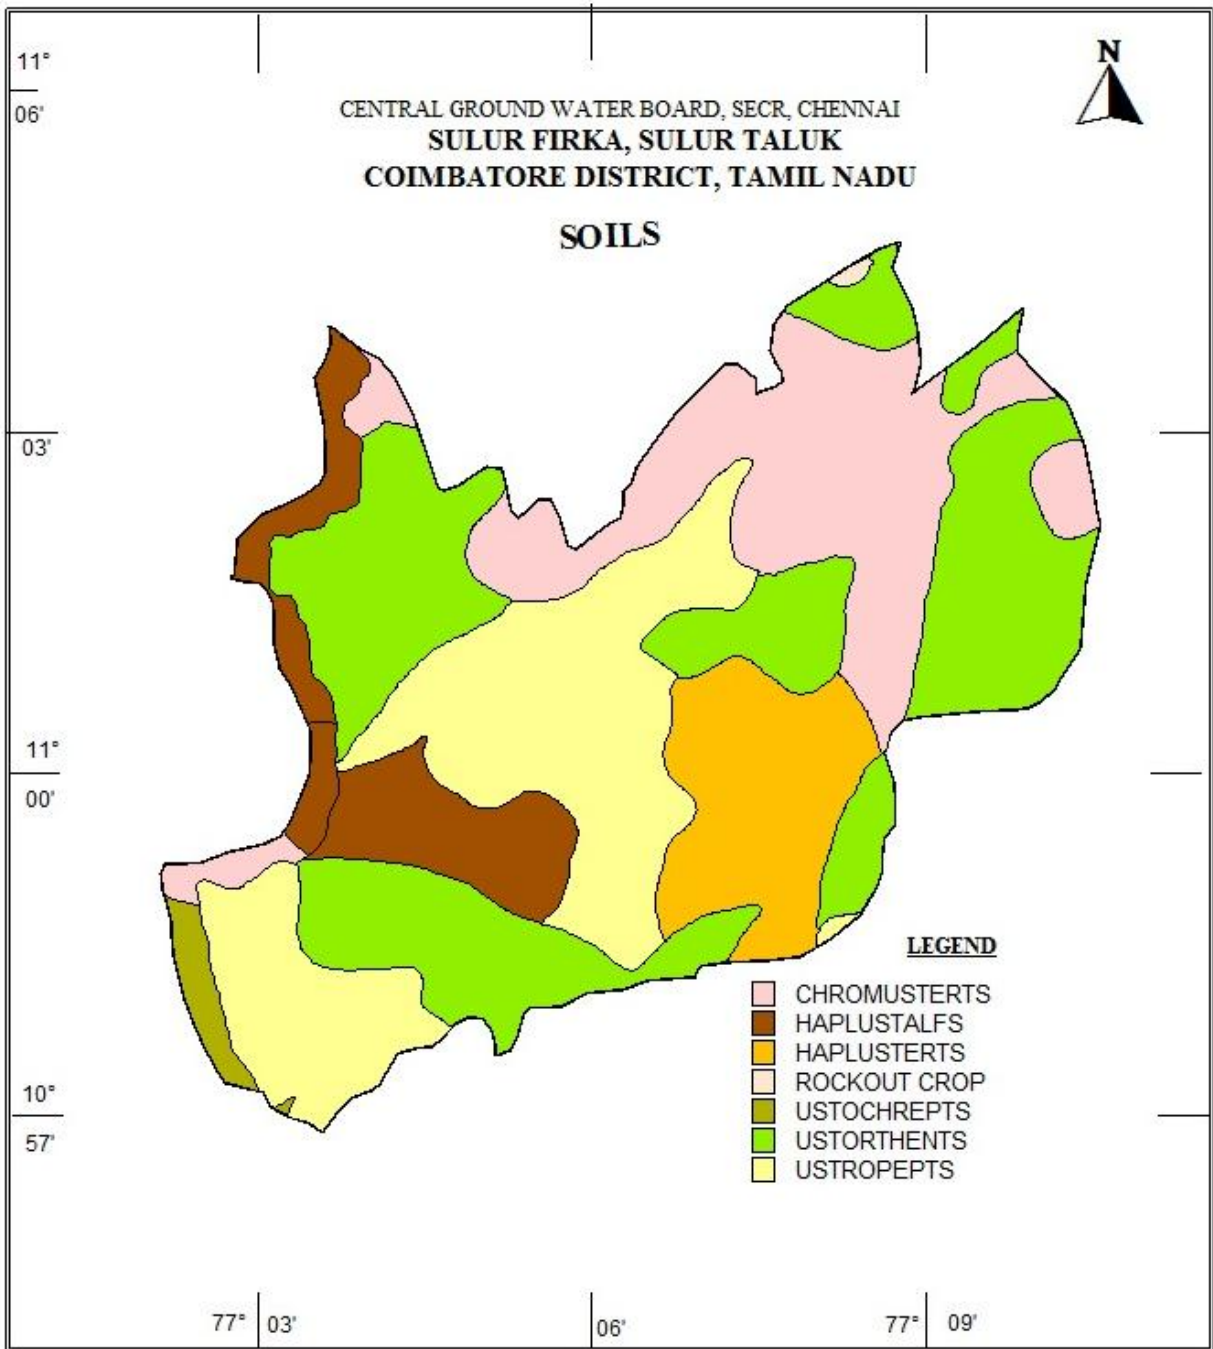 11°
06'
N
CENTRAL GROUND WATER BOARD, SECR, CHENNAI
SULUR FIRKA, SULUR TALUK
COIMBATORE DISTRICT, TAMIL NADU
SOILS
03'
11°
00'
LEGEND
CHROMUSTERTS
HAPLUSTALFS
HAPLUSTERTS
ROCKOUT CROP
USTOCHREPTS
USTORTHENTS
USTROPEPTS
10°
57'
77° 03' 06' 77° 09'